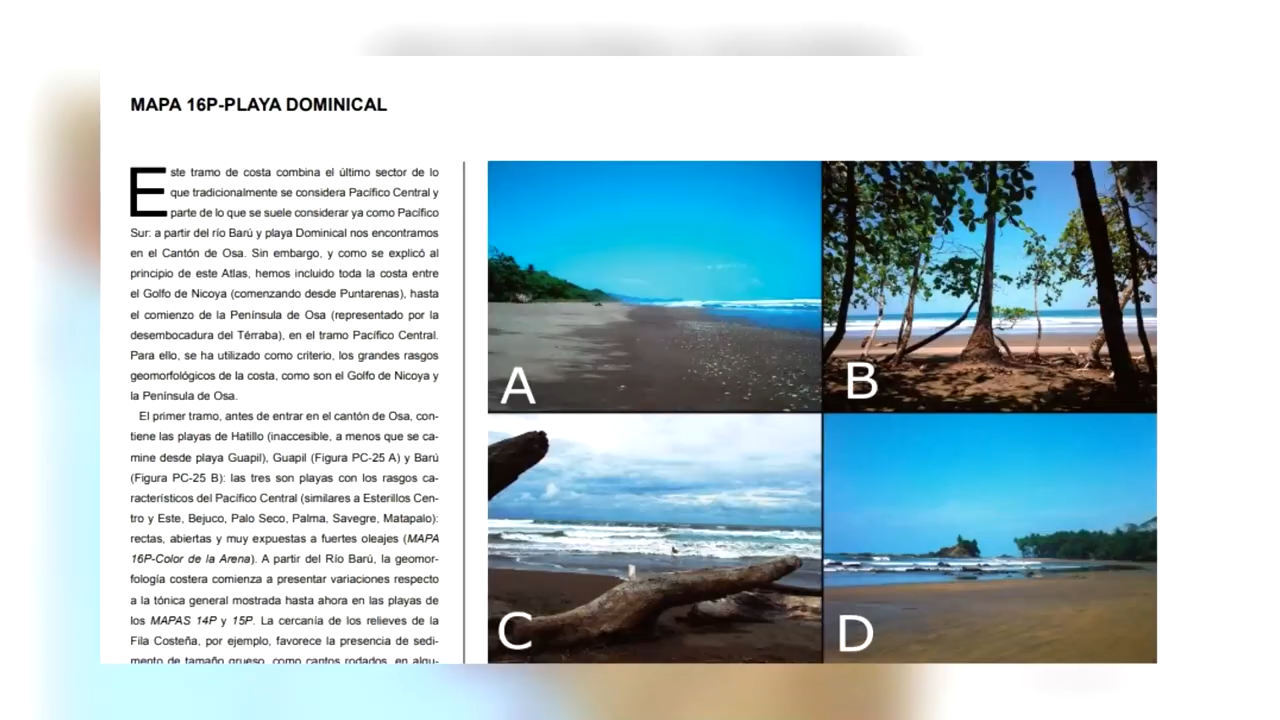 MAPA 16P-PLAYA DOMINICAL
Este tramo de costa combina el último sector de lo
que tradicionalmente se considera Pacífico Central y
parte de lo que se suele considerar ya como Pacífico
Sur: a partir del río Barú y playa Dominical nos encontramos
en el Cantón de Osa. Sin embargo, y como se explicó al
principio de este Atlas, hemos incluido toda la costa entre
el Golfo de Nicoya (comenzando desde Puntarenas), hasta
el comienzo de la Península de Osa (representado por la
desembocadura del Térraba), en el tramo Pacífico Central.
Para ello, se ha utilizado como criterio, los grandes rasgos
geomorfológicos de la costa, como son el Golfo de Nicoya y
la Península de Osa.
El primer tramo, antes de entrar en el cantón de Osa, con-
tiene las playas de Hatillo (inaccesible, a menos que se ca-
mine desde playa Guapil), Guapil (Figura PC-25 A) y Barú
(Figura PC-25 B): las tres son playas con los rasgos ca-
racterísticos del Pacífico Central (similares a Esterillos Cen-
tro y Este, Bejuco, Palo Seco, Palma, Savegre, Matapalo):
rectas, abiertas y muy expuestas a fuertes oleajes (MAPA
16P-Color de la Arena). A partir del Río Barú, la geomor-
fología costera comienza a presentar variaciones respecto
a la tónica general mostrada hasta ahora en las playas de
los MAPAS 14P y 15P. La cercanía de los relieves de la
Fila Costeña, por ejemplo, favorece la presencia de sedi-
mento de tamaño grueso, como cantos rodados, en algu-
A
B
C
D